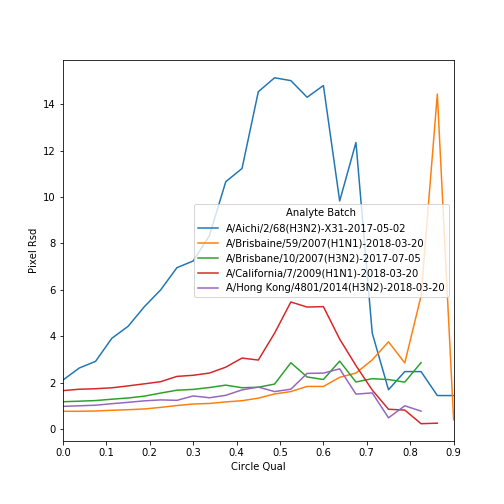 14
12
10
8
6
4
2
0
Pixel Rsd
Analyte Batch
A/Aichi/2/68(H3N2)-X31-2017-05-02
A/Brisbaine/59/2007(H1N1)-2018-03-20
A/Brisbane/10/2007(H3N2)-2017-07-05
A/California/7/2009(H1N1)-2018-03-20
A/Hong Kong/4801/2014(H3N2)-2018-03-20
0.0 0.1 0.2 0.3 0.4 0.5 0.6 0.7 0.8 0.9
Circle Qual